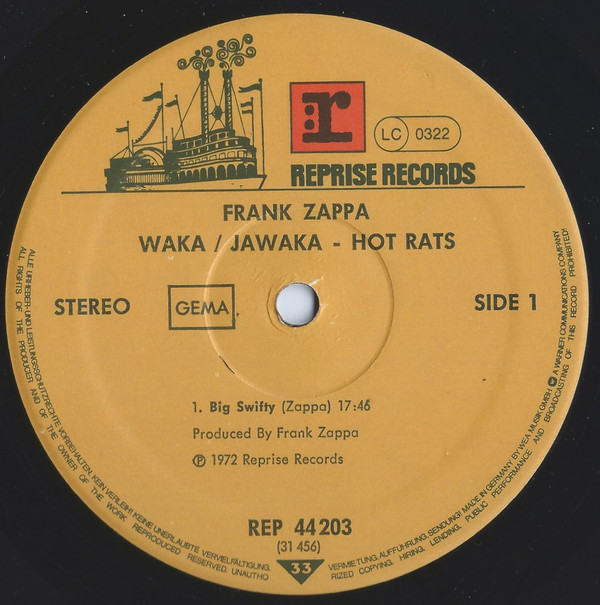 r
LC 0322
REPRISE RECORDS
FRANK ZAPPA
WAKA / JAWAKA - HOT RATS
STEREO
GEMA
SIDE 1
1. Big Swifty (Zappa) 17:46
Produced By Frank Zappa
℗ 1972 Reprise Records
REP 44 203
(31 456)
33
ALLE URHEBER- UND LEISTUNGSSCHUTZRECHTE VORBEHALTEN. KEIN VERLEIH! KEINE UNERLAUBTE VERVIELFÄLTIGUNG, VERMIETUNG, AUFFÜHRUNG, SENDUNG! MADE IN GERMANY BY WEA MUSIK GMBH A WARNER COMMUNICATIONS COMPANY
ALL RIGHTS OF THE PRODUCER AND OF THE OWNER OF THE WORK REPRODUCED RESERVED. UNAUTHORIZED COPYING, HIRING, LENDING, PUBLIC PERFORMANCE AND BROADCASTING OF THIS RECORD PROHIBITED!